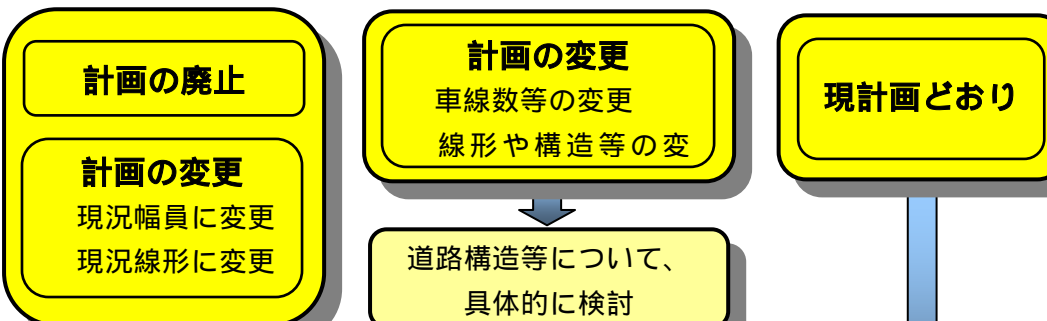 計画の廃止
計画の変更
現況幅員に変更
現況線形に変更
計画の変更
車線数等の変更
線形や構造等の変
道路構造等について、
具体的に検討
現計画どおり